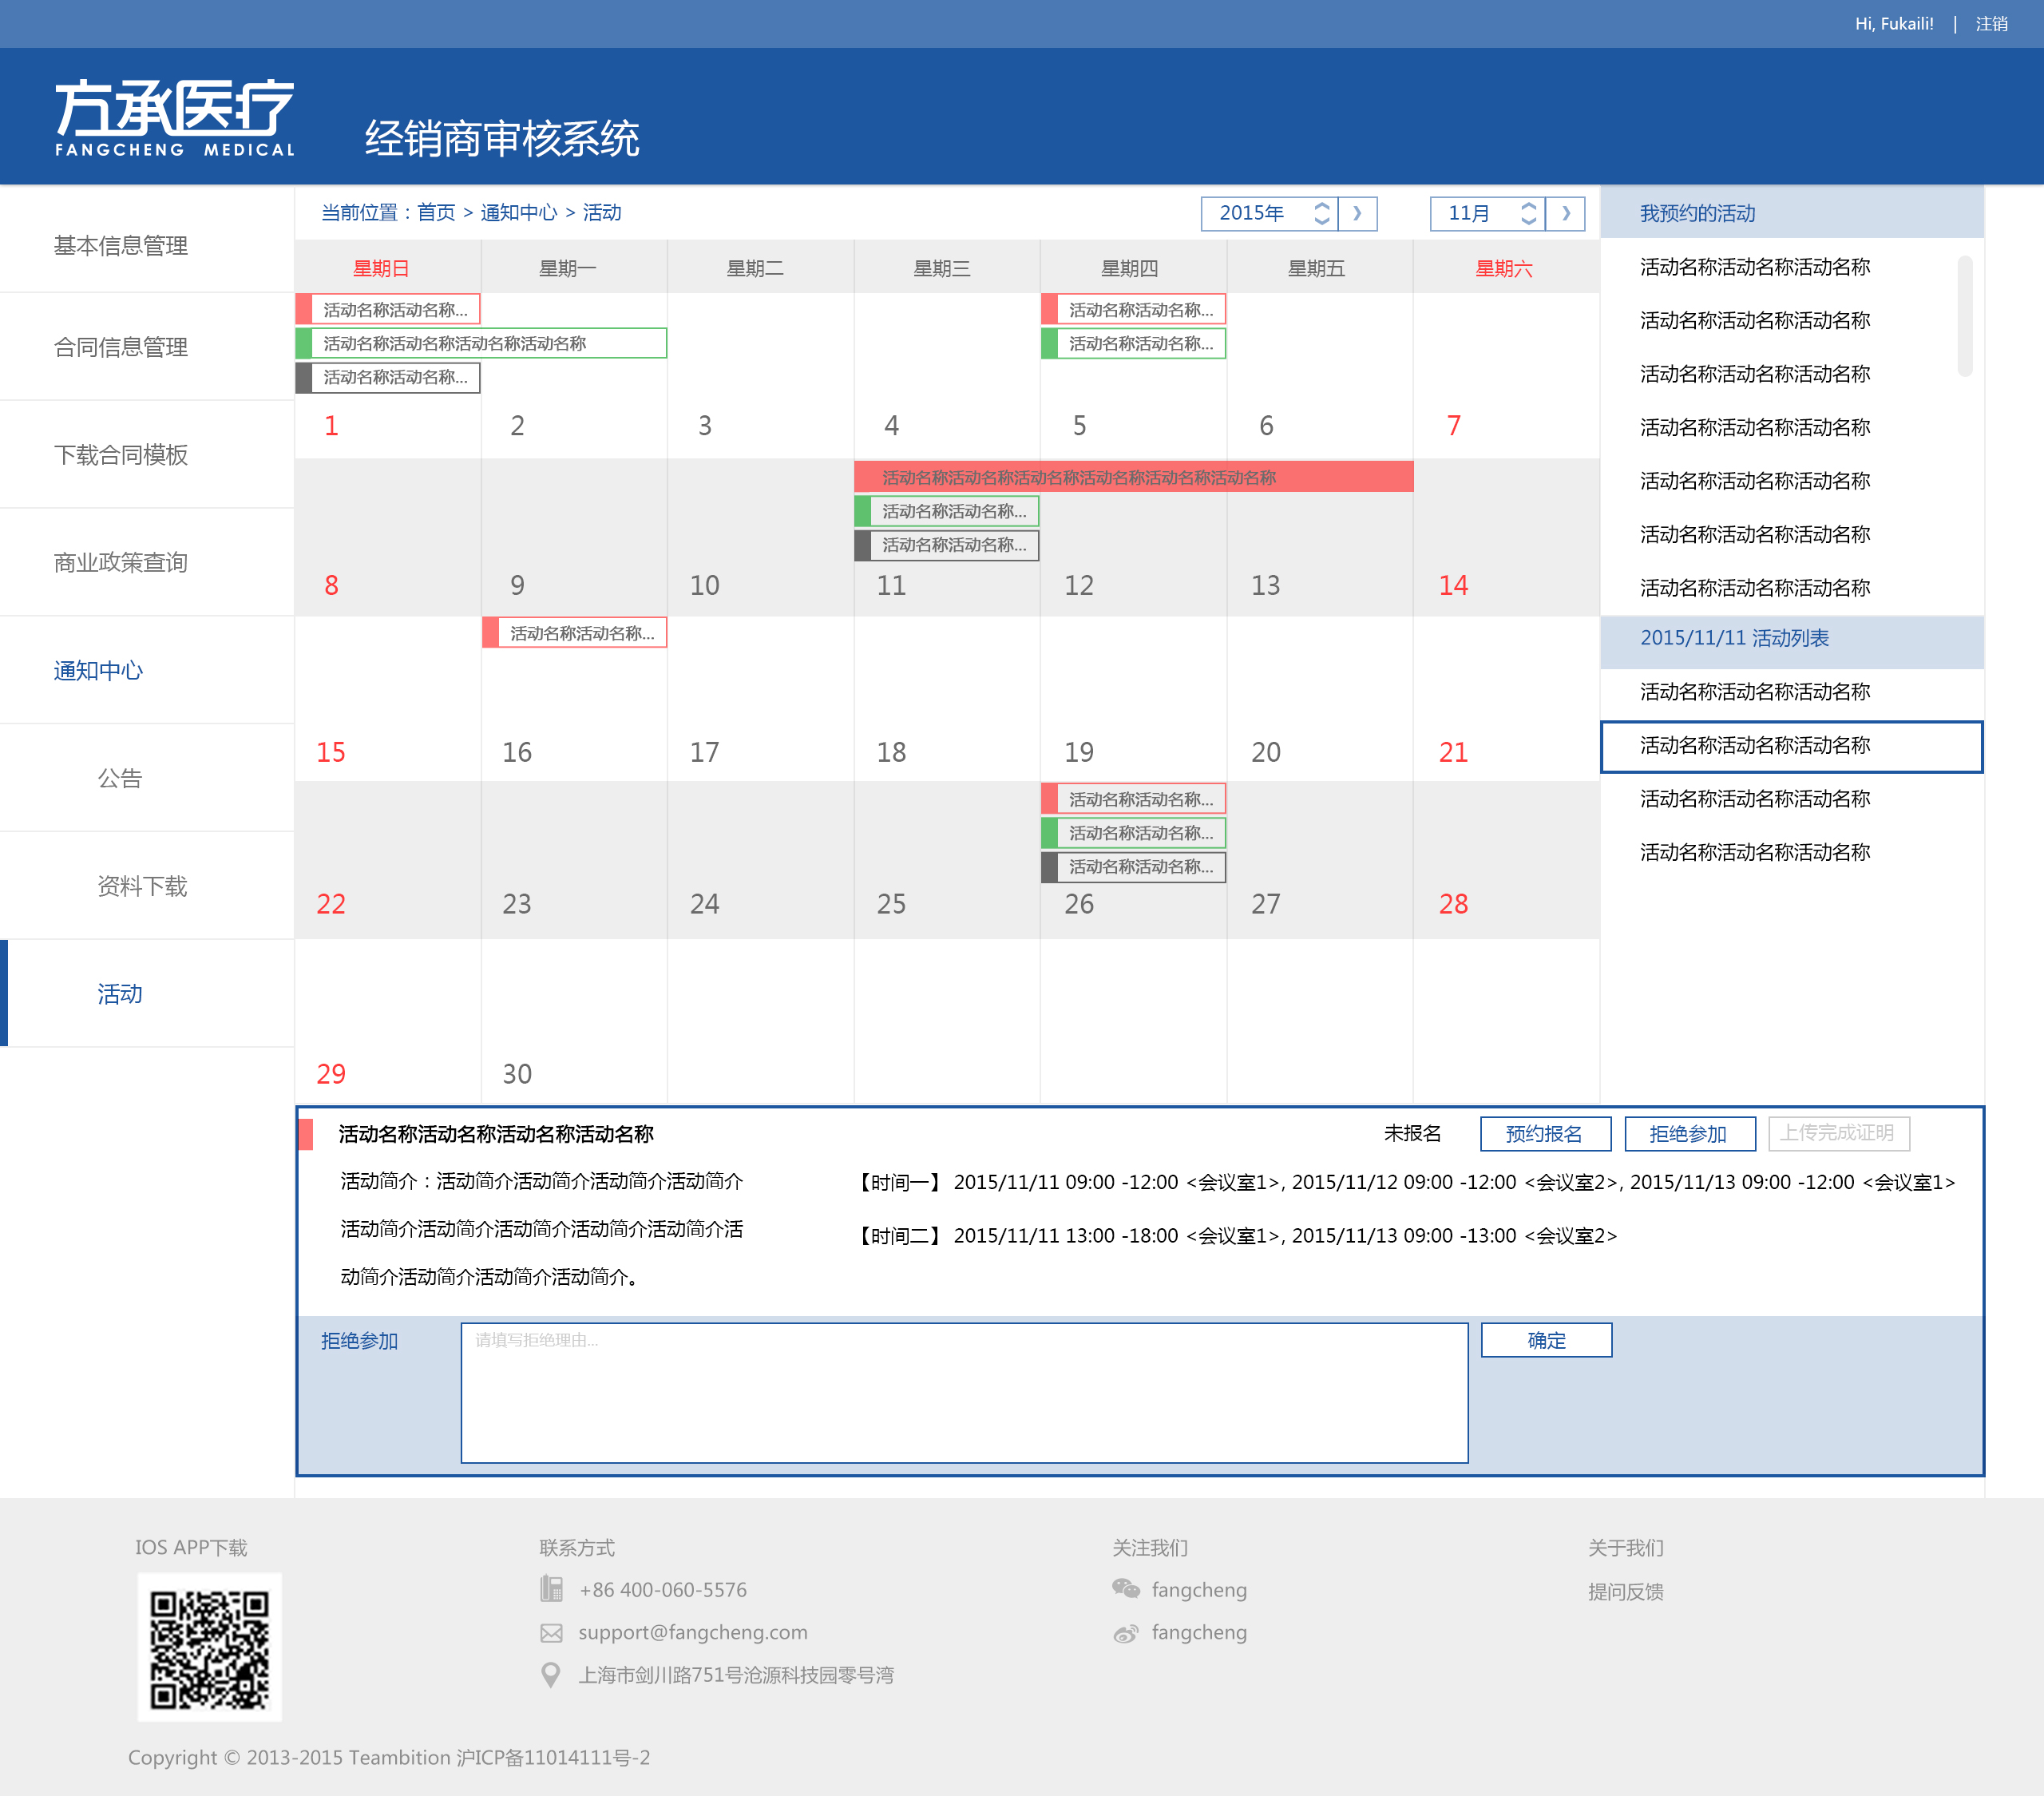 Hi, Fukaili! | 注销
方承医疗
FANGCHENG MEDICAL
经销商审核系统
基本信息管理
合同信息管理
下载合同模板
商业政策查询
通知中心
公告
资料下载
活动
当前位置：首页 > 通知中心 > 活动
2015年
11月
星期日 星期一 星期二 星期三 星期四 星期五 星期六
活动名称活动名称... 活动名称活动名称...
活动名称活动名称活动名称活动名称 活动名称活动名称...
活动名称活动名称...
1 2 3 4 5 6 7
活动名称活动名称活动名称活动名称活动名称活动名称
活动名称活动名称...
活动名称活动名称...
8 9 10 11 12 13 14
活动名称活动名称...
15 16 17 18 19 20 21
活动名称活动名称...
活动名称活动名称...
活动名称活动名称...
22 23 24 25 26 27 28
29 30
我预约的活动
活动名称活动名称活动名称
活动名称活动名称活动名称
活动名称活动名称活动名称
活动名称活动名称活动名称
活动名称活动名称活动名称
活动名称活动名称活动名称
活动名称活动名称活动名称
2015/11/11 活动列表
活动名称活动名称活动名称
活动名称活动名称活动名称
活动名称活动名称活动名称
活动名称活动名称活动名称
活动名称活动名称活动名称活动名称
未报名 预约报名 拒绝参加 上传完成证明
活动简介：活动简介活动简介活动简介活动简介
活动简介活动简介活动简介活动简介活动简介活
动简介活动简介活动简介活动简介。
【时间一】 2015/11/11 09:00 -12:00 <会议室1>, 2015/11/12 09:00 -12:00 <会议室2>, 2015/11/13 09:00 -12:00 <会议室1>
【时间二】 2015/11/11 13:00 -18:00 <会议室1>, 2015/11/13 09:00 -13:00 <会议室2>
拒绝参加
请填写拒绝理由...
确定
IOS APP下载
联系方式
+86 400-060-5576
support@fangcheng.com
上海市剑川路751号沧源科技园零号湾
关注我们
fangcheng
fangcheng
关于我们
提问反馈
Copyright © 2013-2015 Teambition 沪ICP备11014111号-2